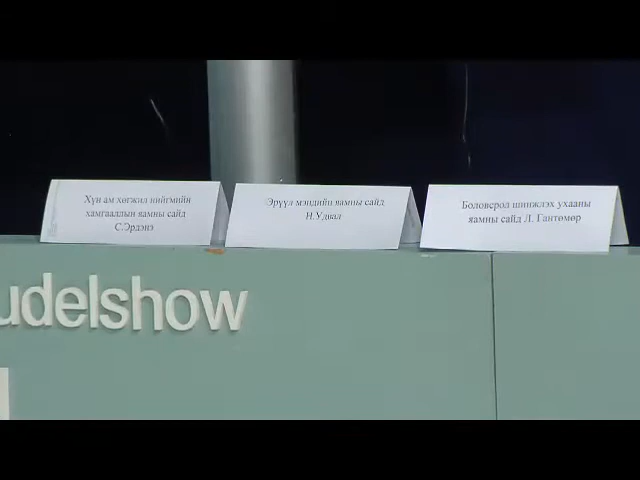 Хүн ам хөгжил нийгмийн
хамгааллын яамны сайд
С.Эрдэнэ
Эрүүл мэндийн яамны сайд
Н.Удвал
Боловсрол шинжлэх ухааны
яамны сайд Л. Гантөмөр
udelshow